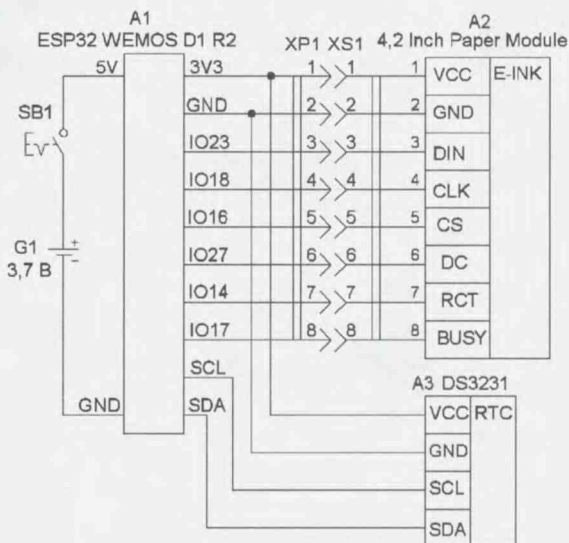 A1
ESP32 WEMOS D1 R2
XP1 XS1
A2
4,2 Inch Paper Module
5V
3V3
1 1
1
VCC
E-INK
SB1
GND
2 2
2
GND
IO23
3 3
3
DIN
IO18
4 4
4
CLK
IO16
5 5
5
CS
G1
+
-
3,7 В
IO27
6 6
6
DC
IO14
7 7
7
RCT
IO17
8 8
8
BUSY
SCL
A3 DS3231
GND
SDA
VCC
RTC
GND
SCL
SDA